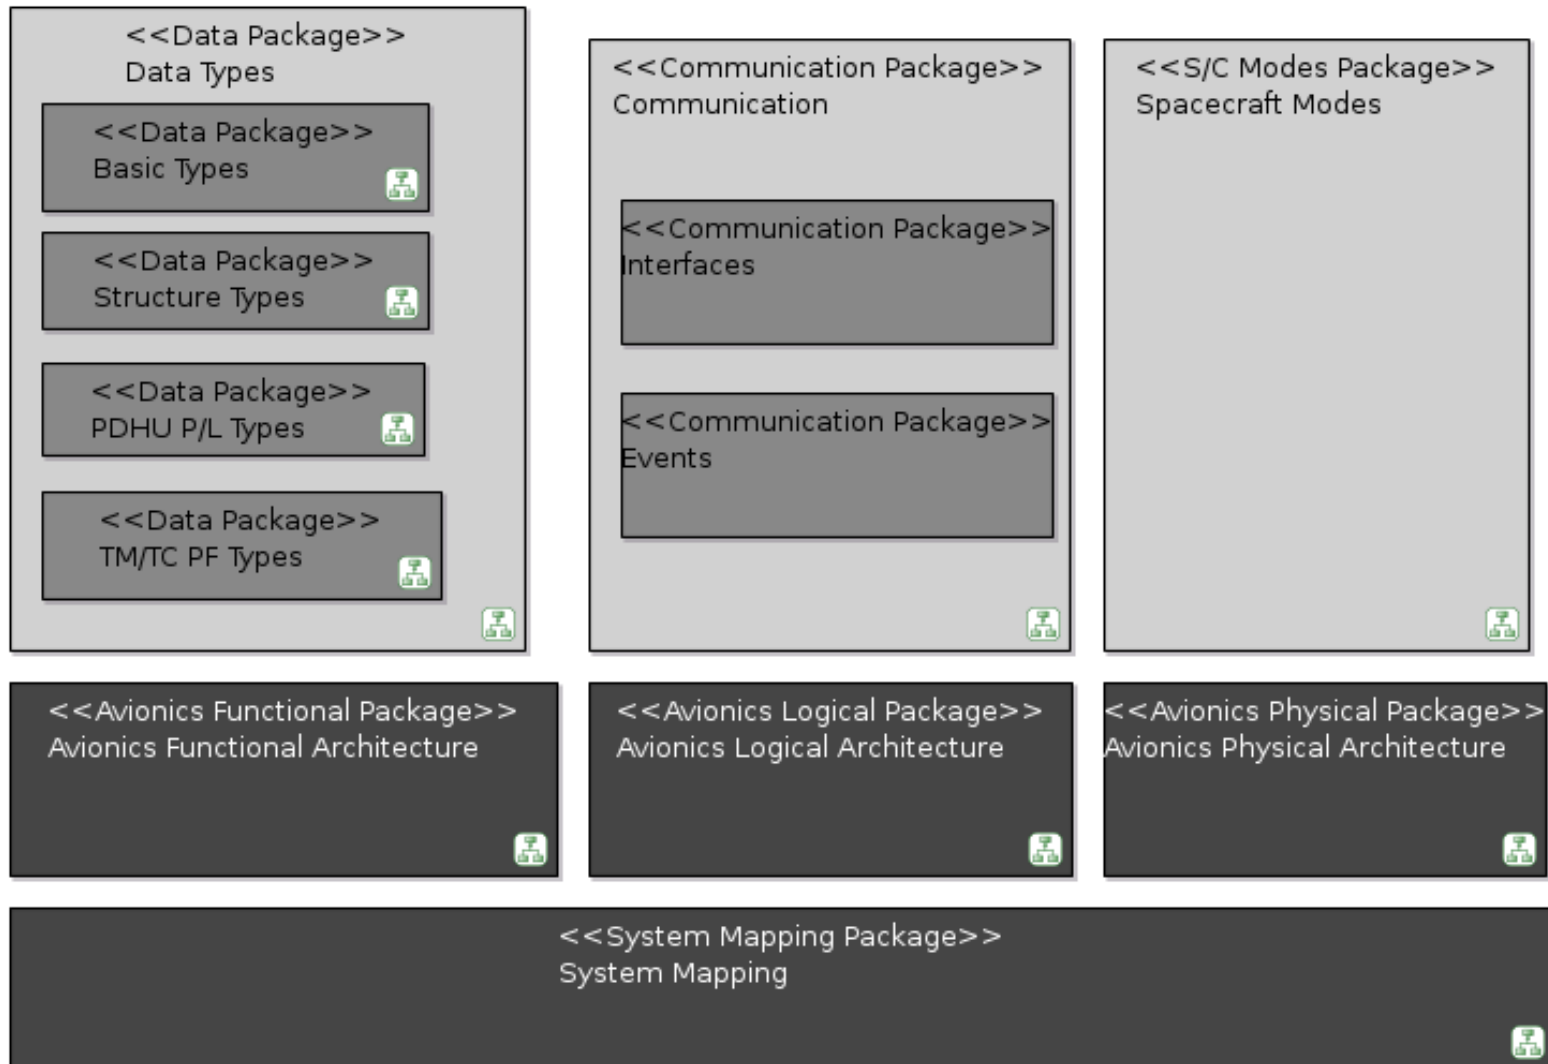 <<Data Package>>
Data Types
<<Data Package>>
Basic Types
<<Data Package>>
Structure Types
<<Data Package>>
PDHU P/L Types
<<Data Package>>
TM/TC PF Types
<<Communication Package>>
Communication
<<Communication Package>>
Interfaces
<<Communication Package>>
Events
<<S/C Modes Package>>
Spacecraft Modes
<<Avionics Functional Package>>
Avionics Functional Architecture
<<Avionics Logical Package>>
Avionics Logical Architecture
<<Avionics Physical Package>>
Avionics Physical Architecture
<<System Mapping Package>>
System Mapping